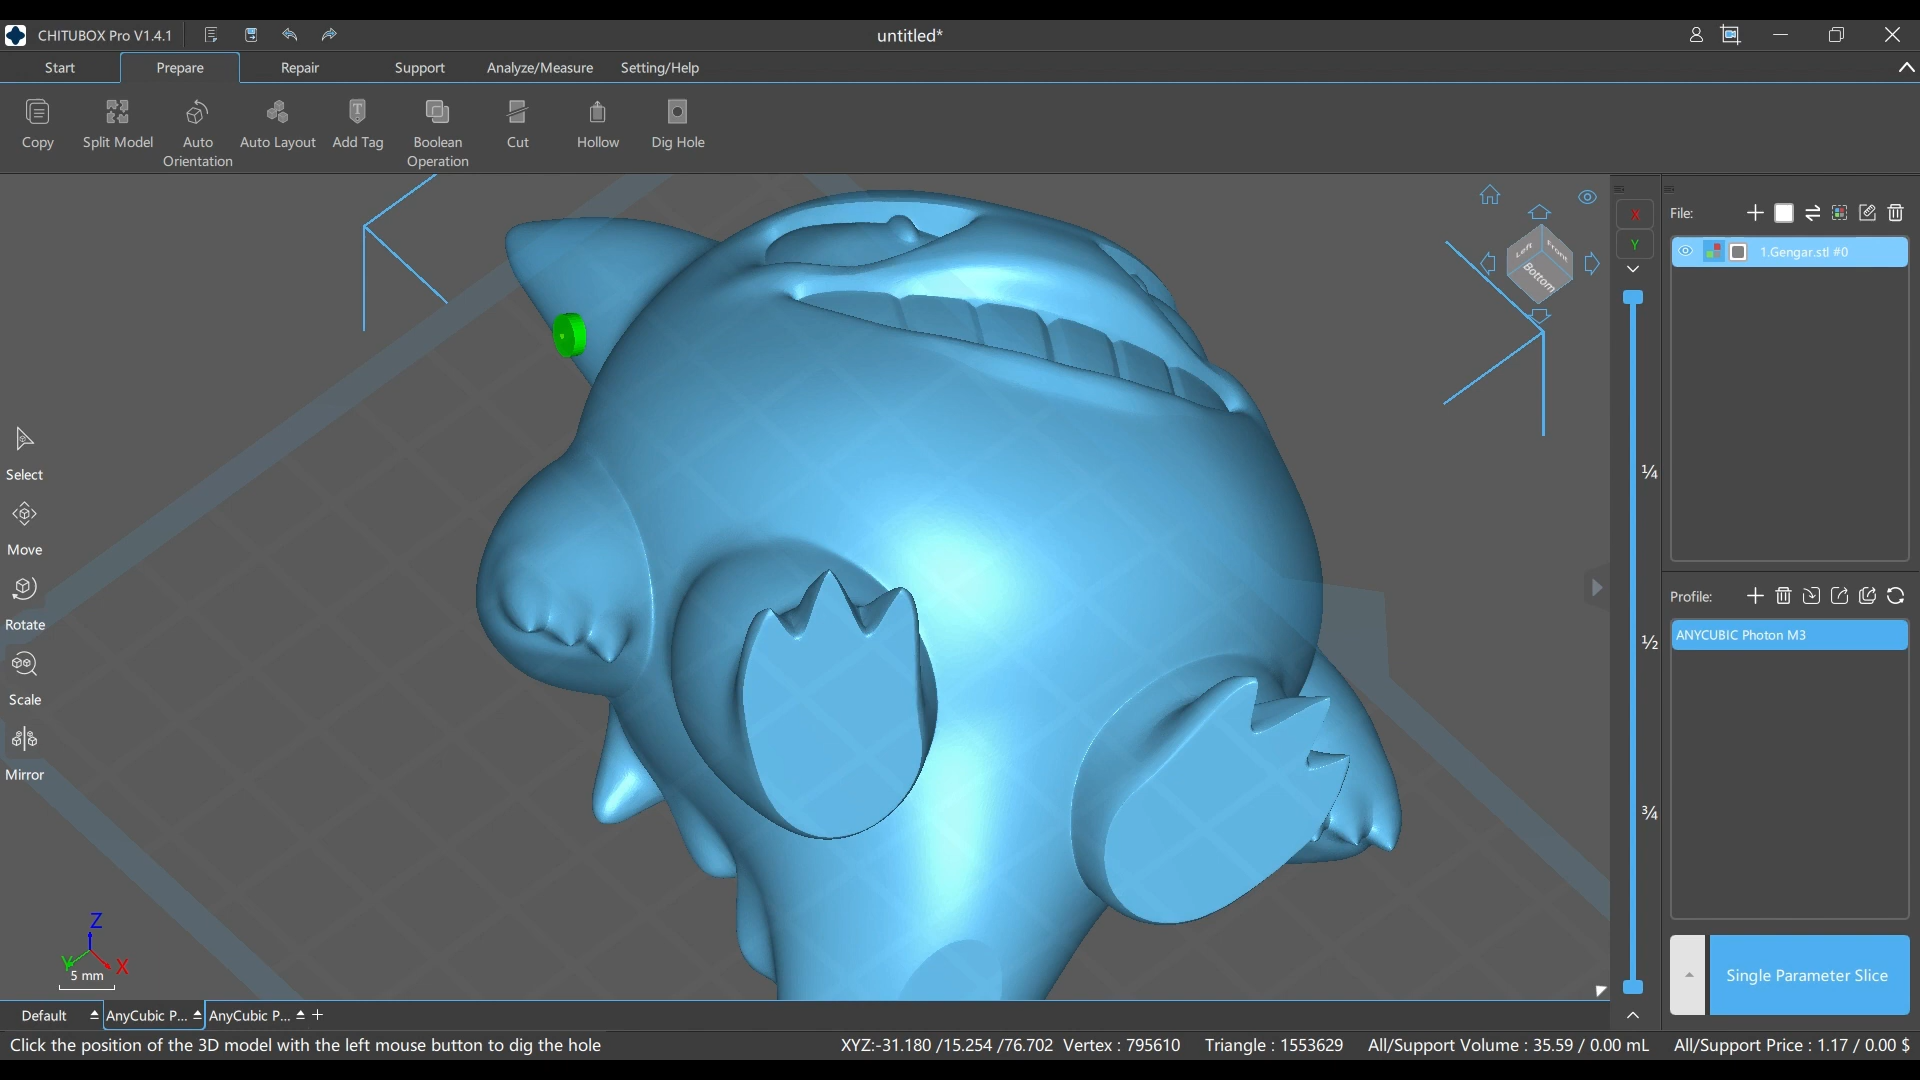 CHITUBOX Pro V1.4.1
untitled*
Start
Prepare
Repair
Support
Analyze/Measure
Setting/Help
Copy
Split Model
Auto
Orientation
Auto Layout
Add Tag
Boolean
Operation
Cut
Hollow
Dig Hole
Left
Front
Bottom
X
Y
File:
1.Gengar.stl #0
Select
Move
Rotate
Scale
Mirror
¼
½
¾
Profile:
ANYCUBIC Photon M3
Z
Y
X
5 mm
Single Parameter Slice
Default
AnyCubic P...
AnyCubic P...
Click the position of the 3D model with the left mouse button to dig the hole
XYZ:-31.180 /15.254 /76.702 Vertex : 795610 Triangle : 1553629 All/Support Volume : 35.59 / 0.00 mL All/Support Price : 1.17 / 0.00 $